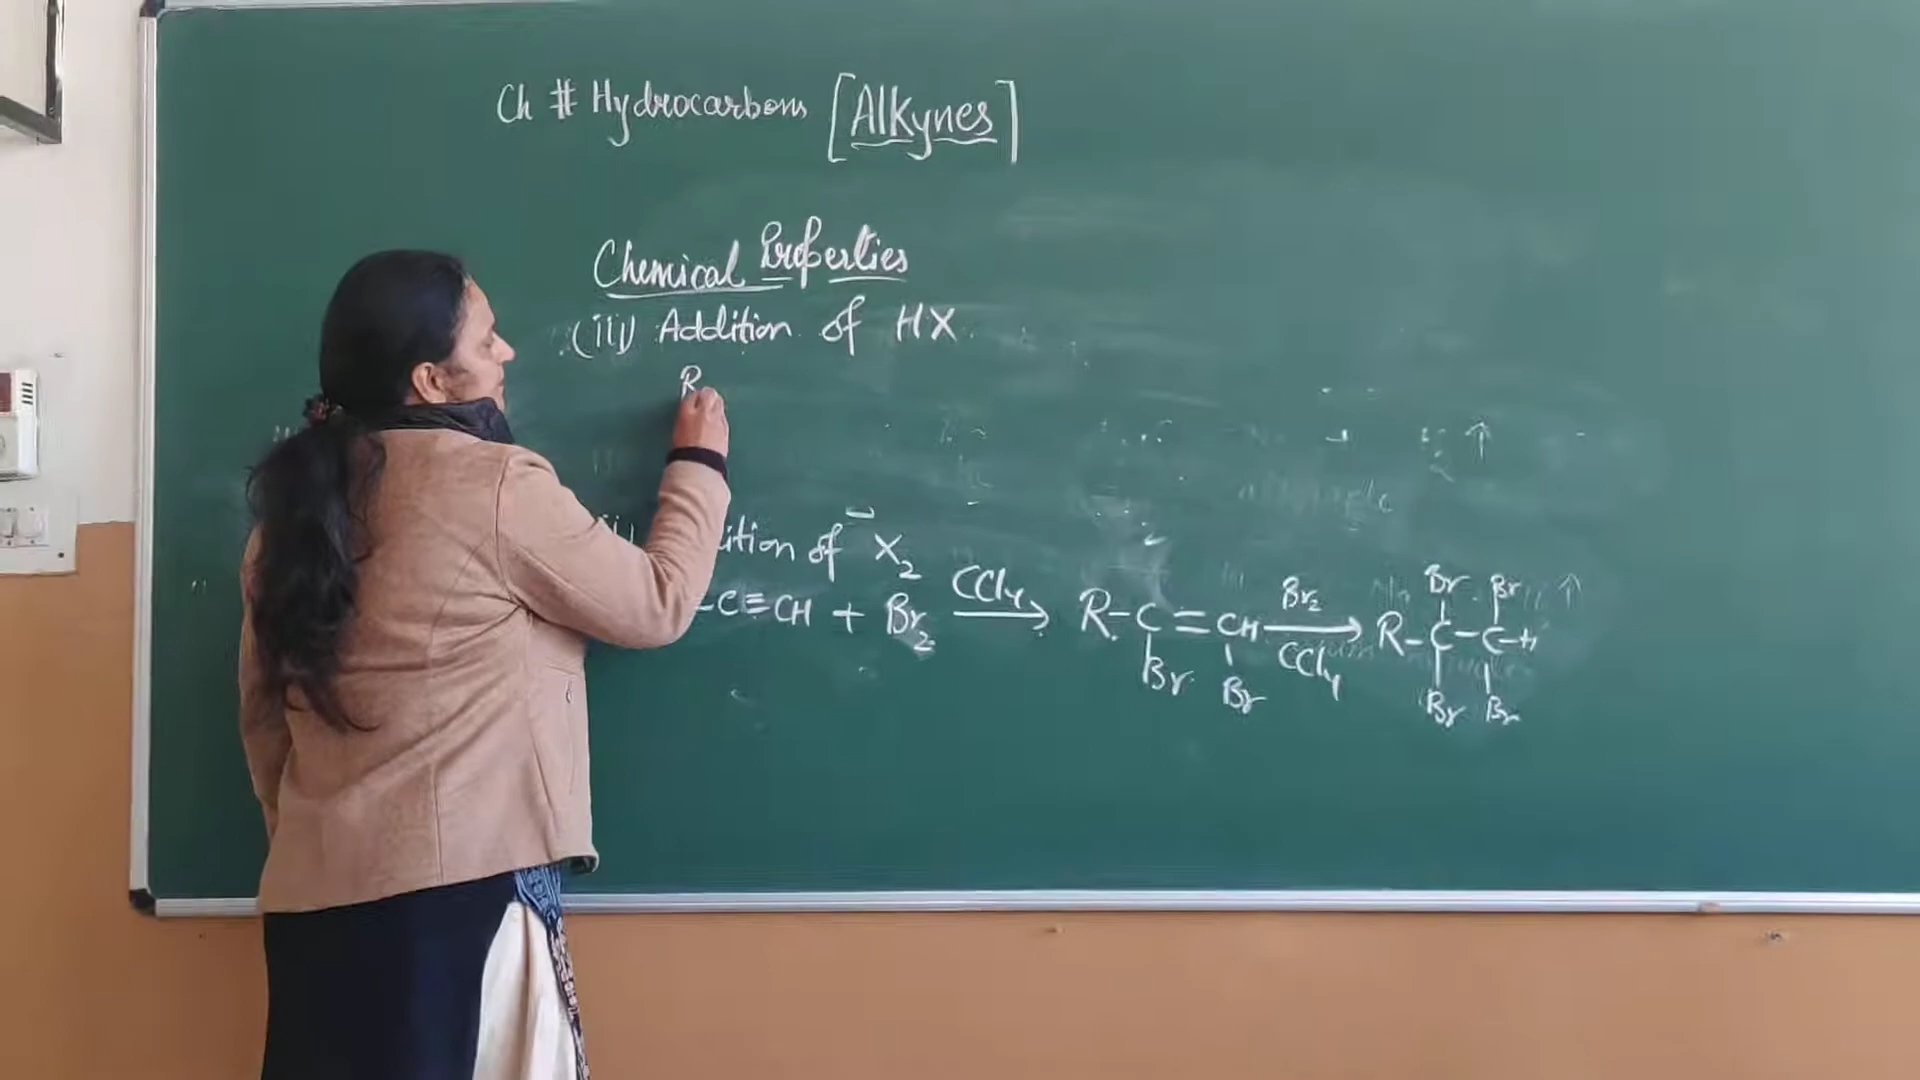 Ch # Hydrocarbons [Alkynes]
Chemical Properties
(iii) Addition of HX
R
ii) ition of X₂
-C≡CH + Br₂ CCl₄ → R-C=CH Br₂ → CCl₄ R-C-C-H
Br Br
Br Br
Br Br